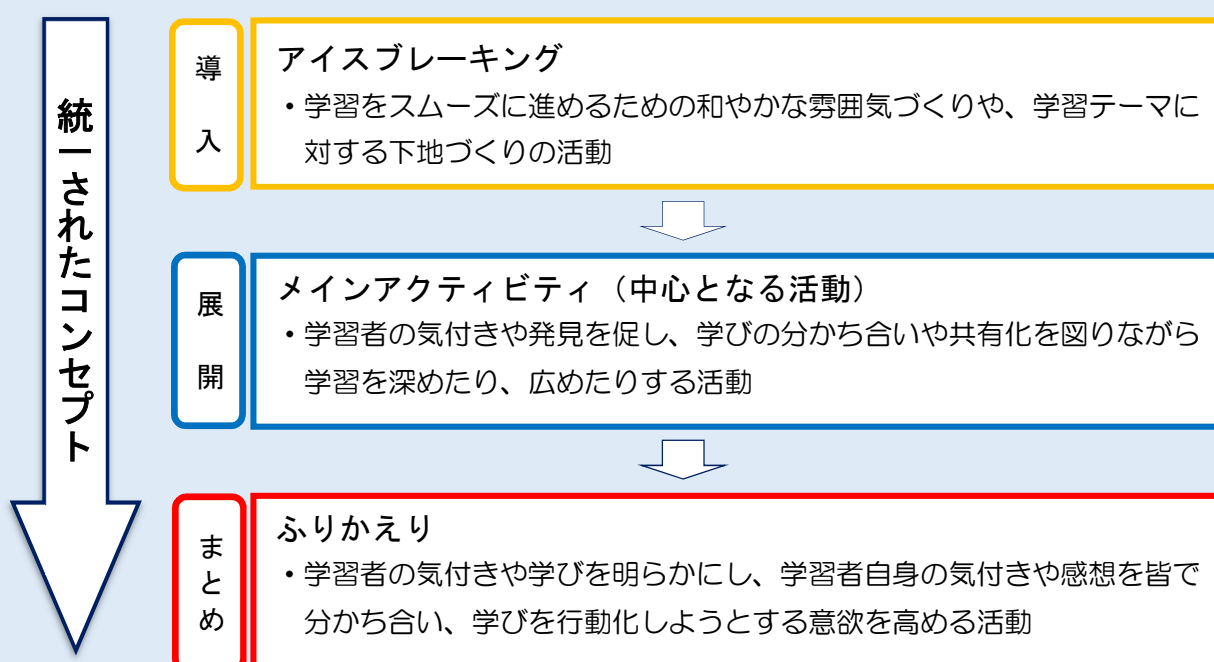 統一されたコンセプト
導入
アイスブレーキング
・学習をスムーズに進めるための和やかな雰囲気づくりや、学習テーマに
対する下地づくりの活動
展開
メインアクティビティ（中心となる活動）
・学習者の気付きや発見を促し、学びの分かち合いや共有化を図りながら
学習を深めたり、広めたりする活動
まとめ
ふりかえり
・学習者の気付きや学びを明らかにし、学習者自身の気付きや感想を皆で
分かち合い、学びを行動化しようとする意欲を高める活動